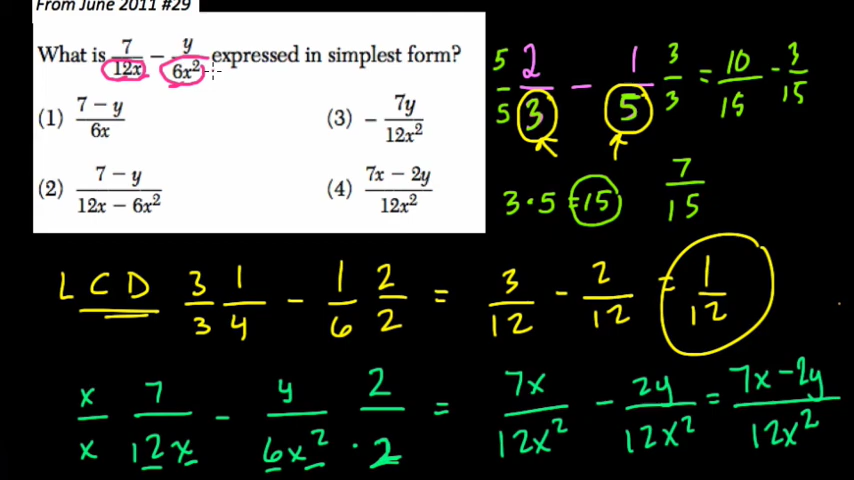 From June 2011 #29
What is 7/12x − y/6x² expressed in simplest form?
(1) 7 − y / 6x
(2) 7 − y / 12x − 6x²
(3) − 7y / 12x²
(4) 7x − 2y / 12x²
5/5 2/3 − 1/5 3/3 = 10/15 - 3/15
3 · 5 = 15 7/15
LCD 3/3 1/4 − 1/6 2/2 = 3/12 − 2/12 = 1/12
x/x 7/12x − y/6x² · 2/2 = 7x/12x² − 2y/12x² = 7x − 2y/12x²